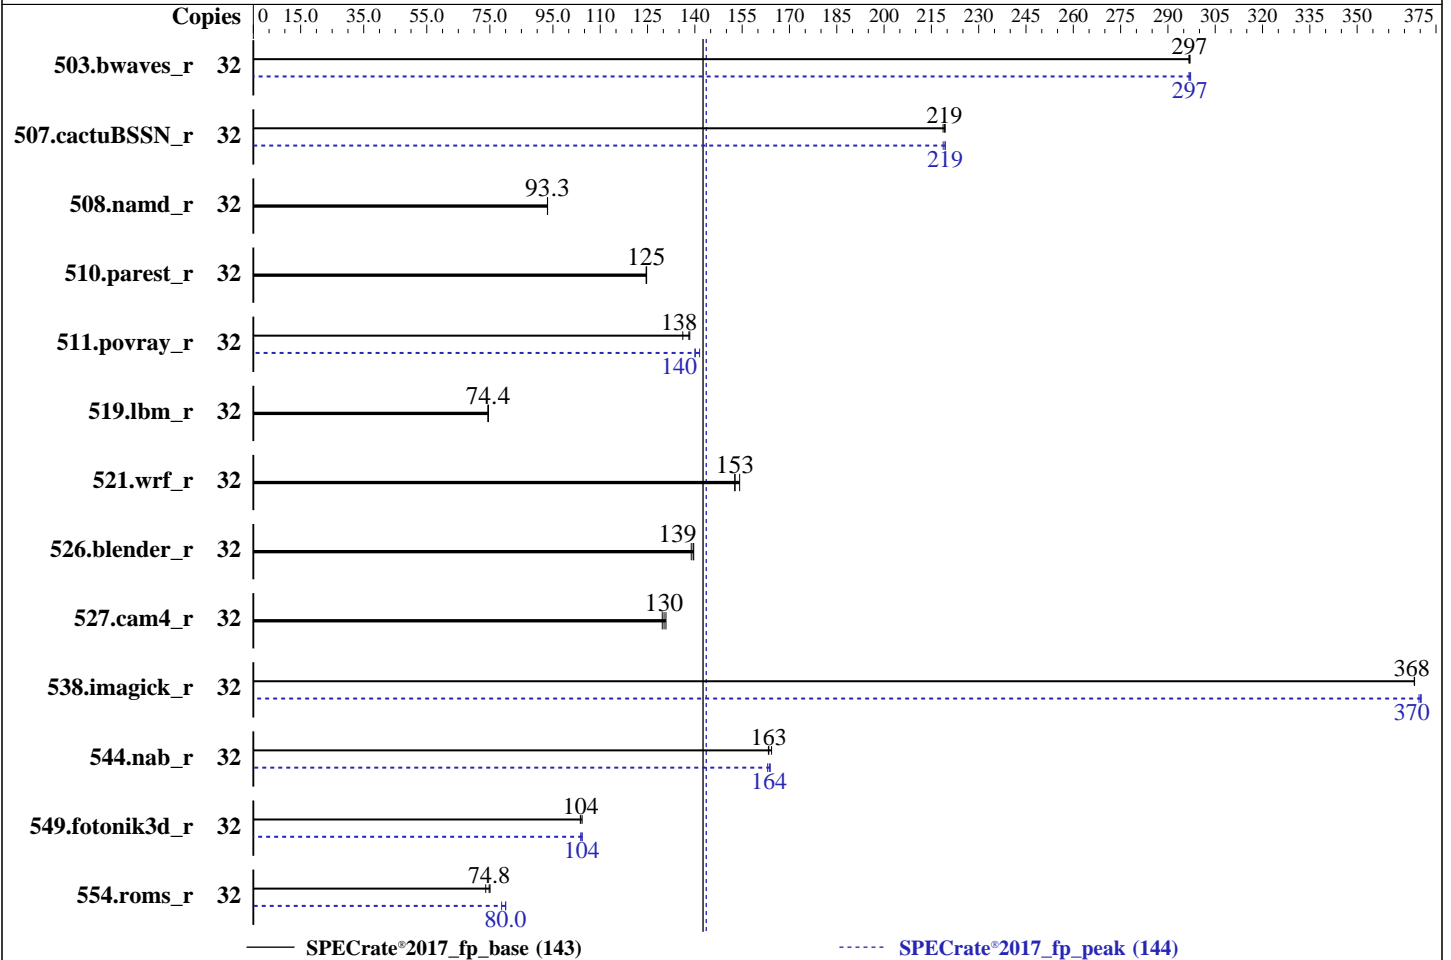 Copies 0 15.0 35.0 55.0 75.0 95.0 110 125 140 155 170 185 200 215 230 245 260 275 290 305 320 335 350 375
503.bwaves_r 32 297
297
507.cactuBSSN_r 32 219
219
508.namd_r 32 93.3
510.parest_r 32 125
511.povray_r 32 138
140
519.lbm_r 32 74.4
521.wrf_r 32 153
526.blender_r 32 139
527.cam4_r 32 130
538.imagick_r 32 368
370
544.nab_r 32 163
164
549.fotonik3d_r 32 104
104
554.roms_r 32 74.8
80.0
SPECrate®2017_fp_base (143) SPECrate®2017_fp_peak (144)